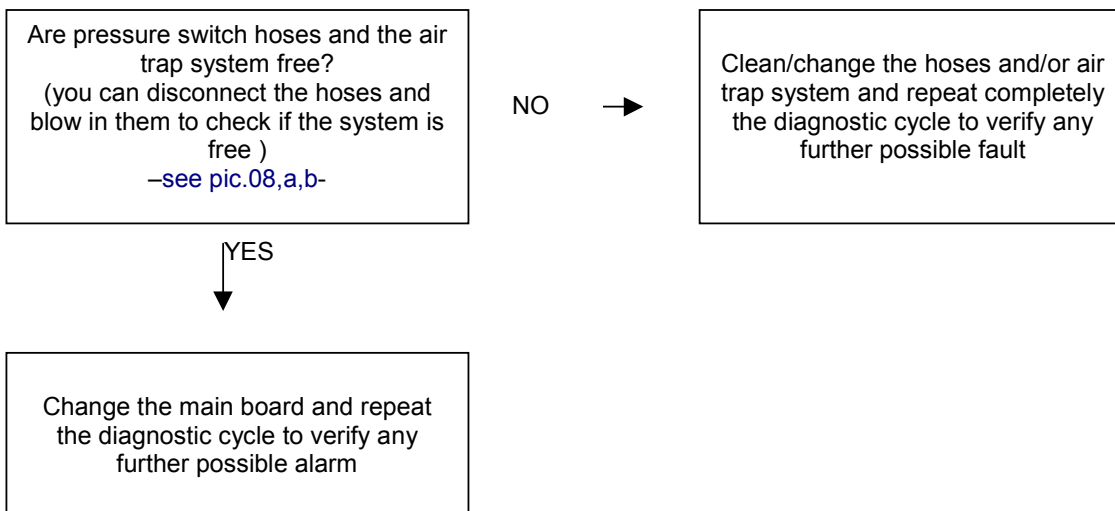 Are pressure switch hoses and the air
trap system free?
(you can disconnect the hoses and
blow in them to check if the system is
free )
–see pic.08,a,b-
NO
Clean/change the hoses and/or air
trap system and repeat completely
the diagnostic cycle to verify any
further possible fault
YES
Change the main board and repeat
the diagnostic cycle to verify any
further possible alarm